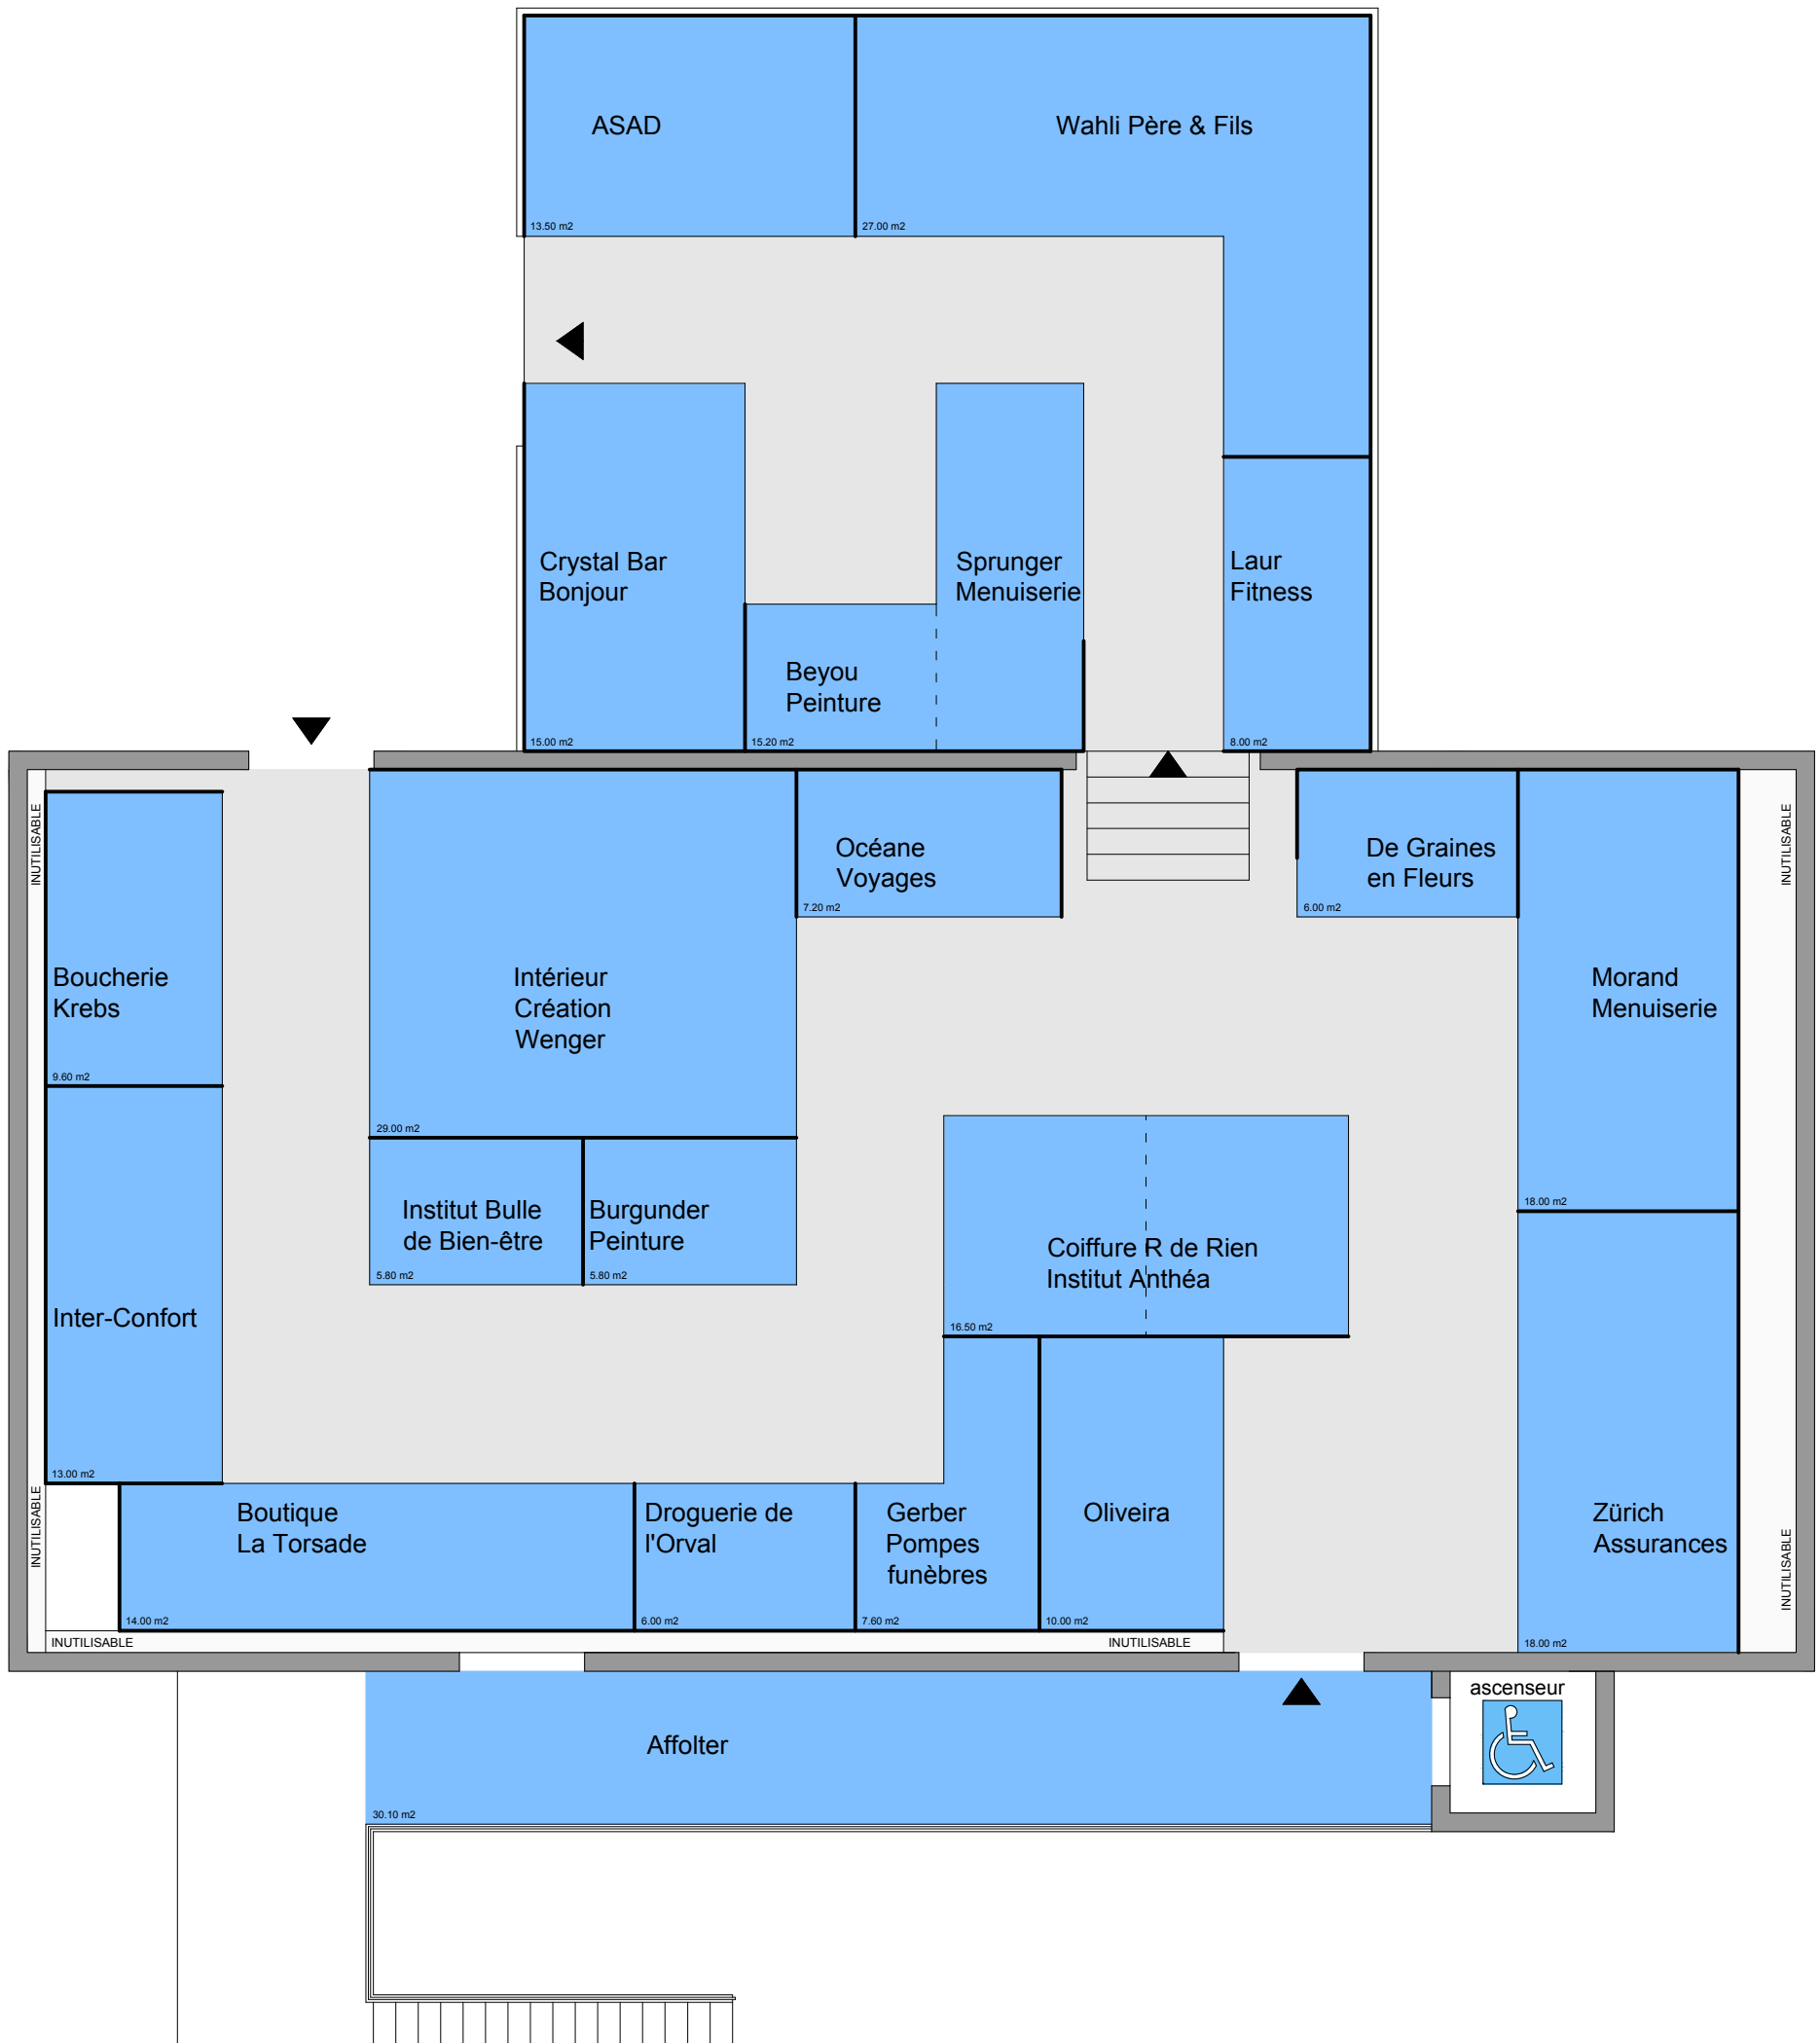 ASAD
Wahli Père & Fils
13.50 m2
27.00 m2
Crystal Bar
Bonjour
Sprunger
Menuiserie
Laur
Fitness
Beyou
Peinture
15.00 m2
15.20 m2
8.00 m2
INUTILISABLE
INUTILISABLE
Océane
Voyages
7.20 m2
De Graines
en Fleurs
6.00 m2
Boucherie
Krebs
9.60 m2
Intérieur
Création
Wenger
29.00 m2
Morand
Menuiserie
18.00 m2
Institut Bulle
de Bien-être
5.80 m2
Burgunder
Peinture
5.80 m2
Coiffure R de Rien
Institut Anthéa
16.50 m2
Inter-Confort
13.00 m2
INUTILISABLE
Boutique
La Torsade
14.00 m2
Droguerie de
l'Orval
6.00 m2
Gerber
Pompes
funèbres
7.60 m2
Oliveira
10.00 m2
Zürich
Assurances
18.00 m2
INUTILISABLE
INUTILISABLE
INUTILISABLE
ascenseur
Affolter
30.10 m2